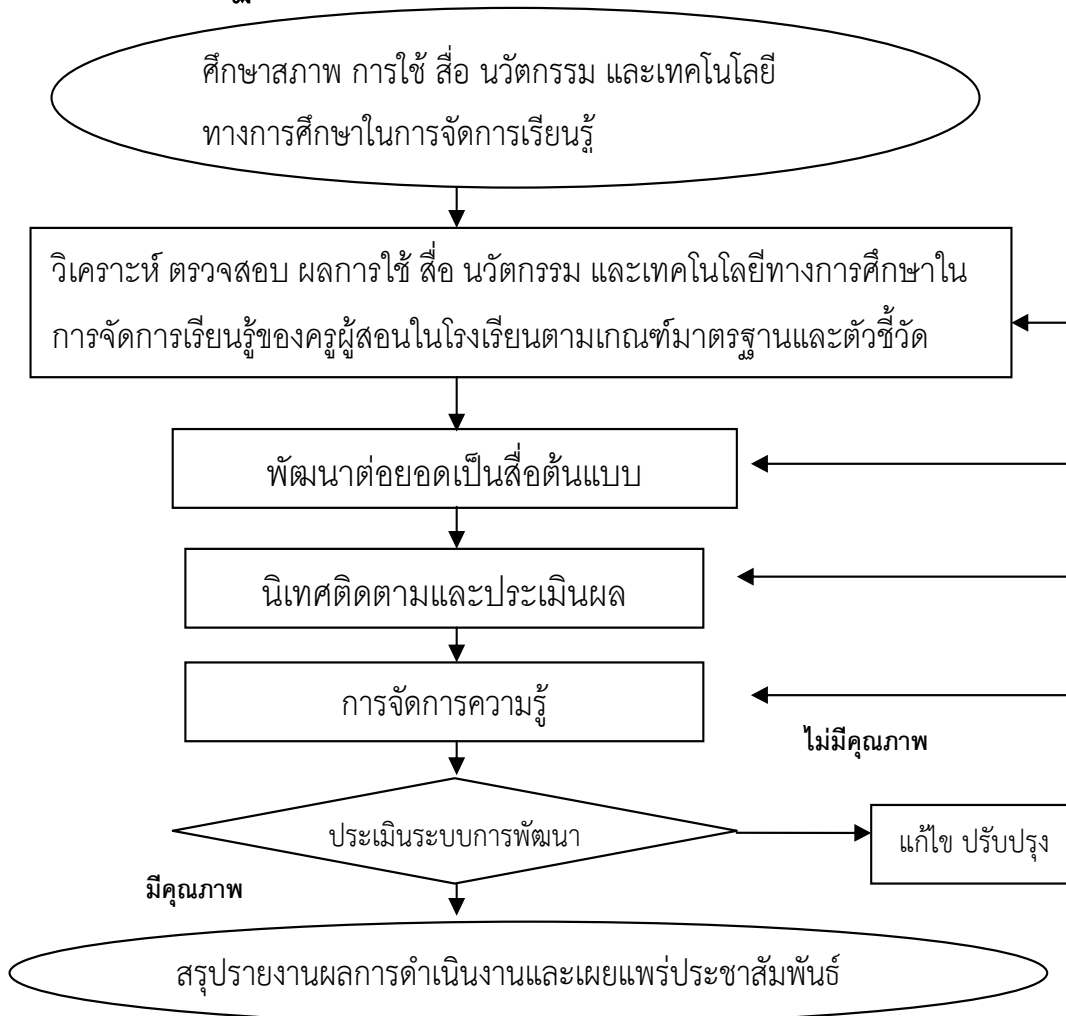 ศึกษาสภาพ การใช้ สื่อ นวัตกรรม และเทคโนโลยี
ทางการศึกษาในการจัดการเรียนรู้
วิเคราะห์ ตรวจสอบ ผลการใช้ สื่อ นวัตกรรม และเทคโนโลยีทางการศึกษาใน
การจัดการเรียนรู้ของครูผู้สอนในโรงเรียนตามเกณฑ์มาตรฐานและตัวชี้วัด
พัฒนาต่อยอดเป็นสื่อต้นแบบ
นิเทศติดตามและประเมินผล
การจัดการความรู้
ไม่มีคุณภาพ
ประเมินระบบการพัฒนา
แก้ไข ปรับปรุง
มีคุณภาพ
สรุปรายงานผลการดำเนินงานและเผยแพร่ประชาสัมพันธ์